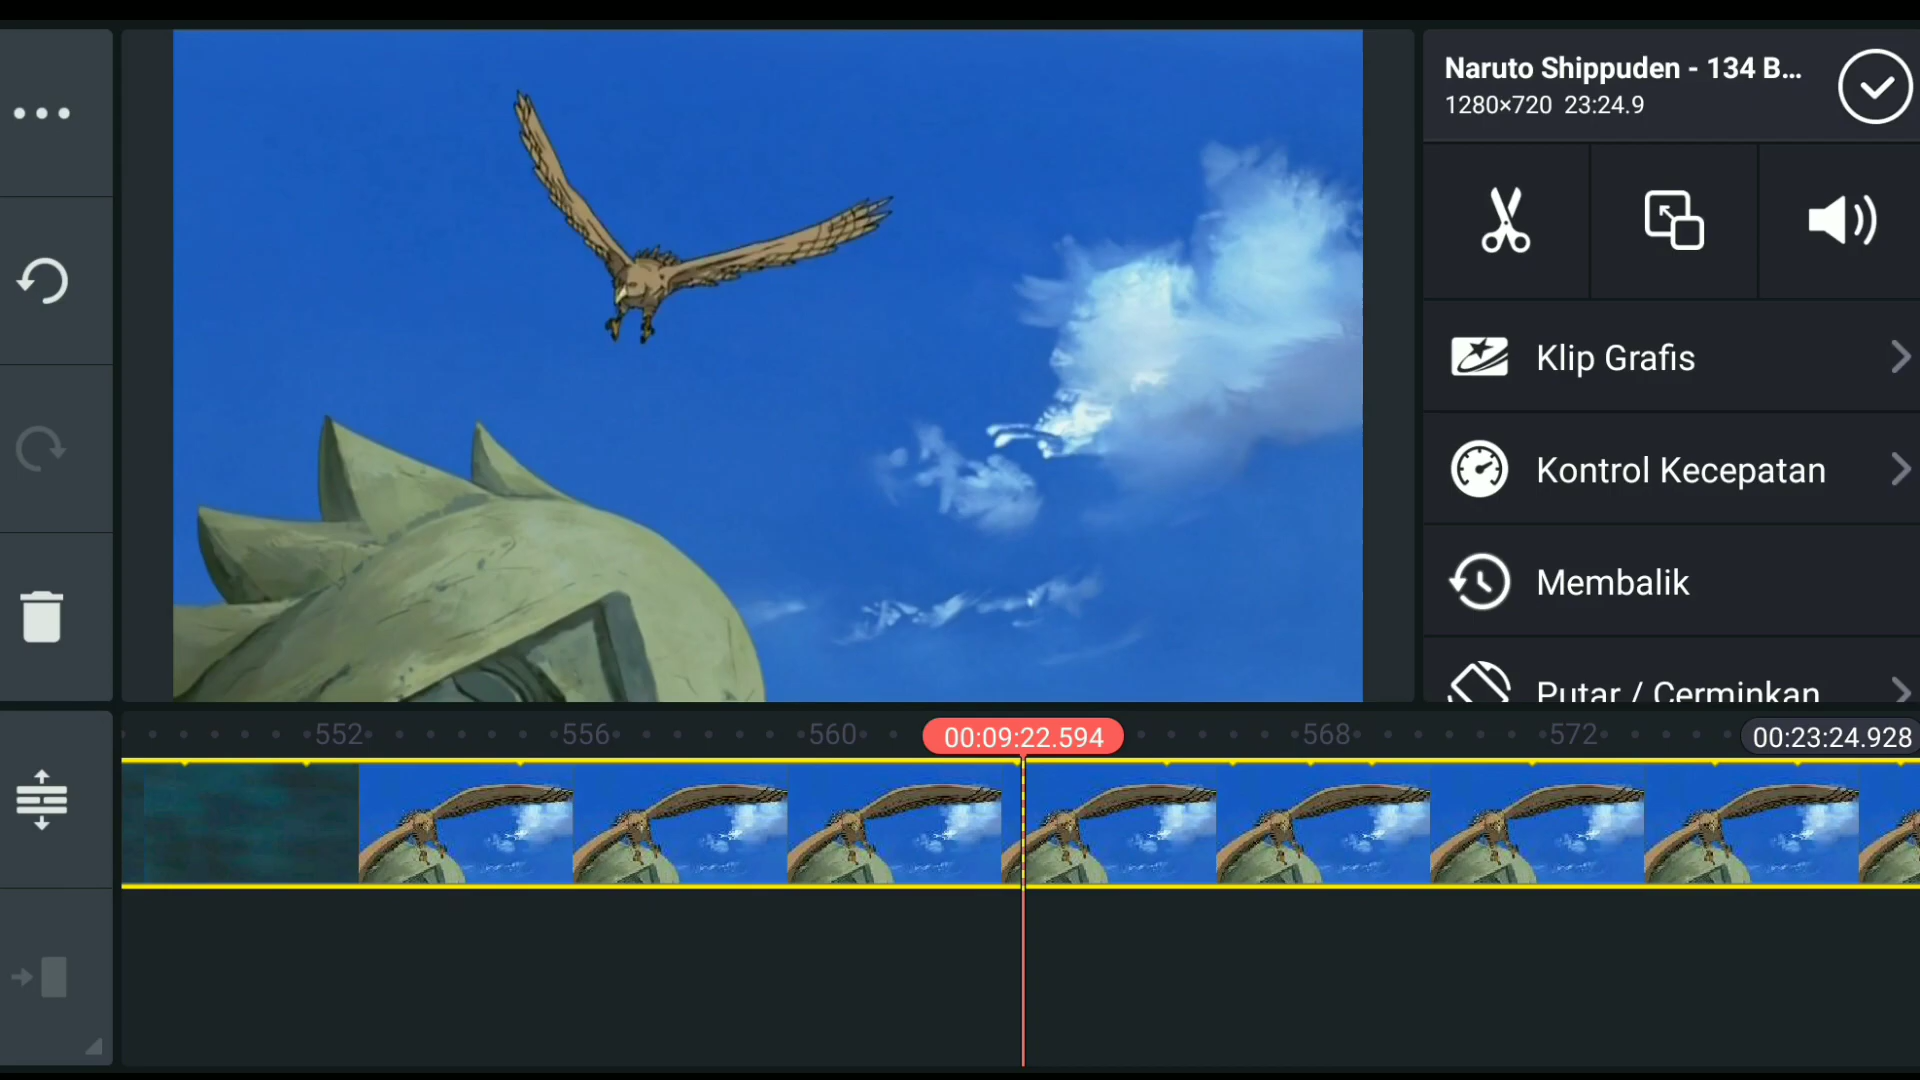 Naruto Shippuden - 134 B...
1280×720 23:24.9
Klip Grafis
Kontrol Kecepatan
Membalik
Putar / Cerminkan
552 556 560 00:09:22.594 568 572 00:23:24.928